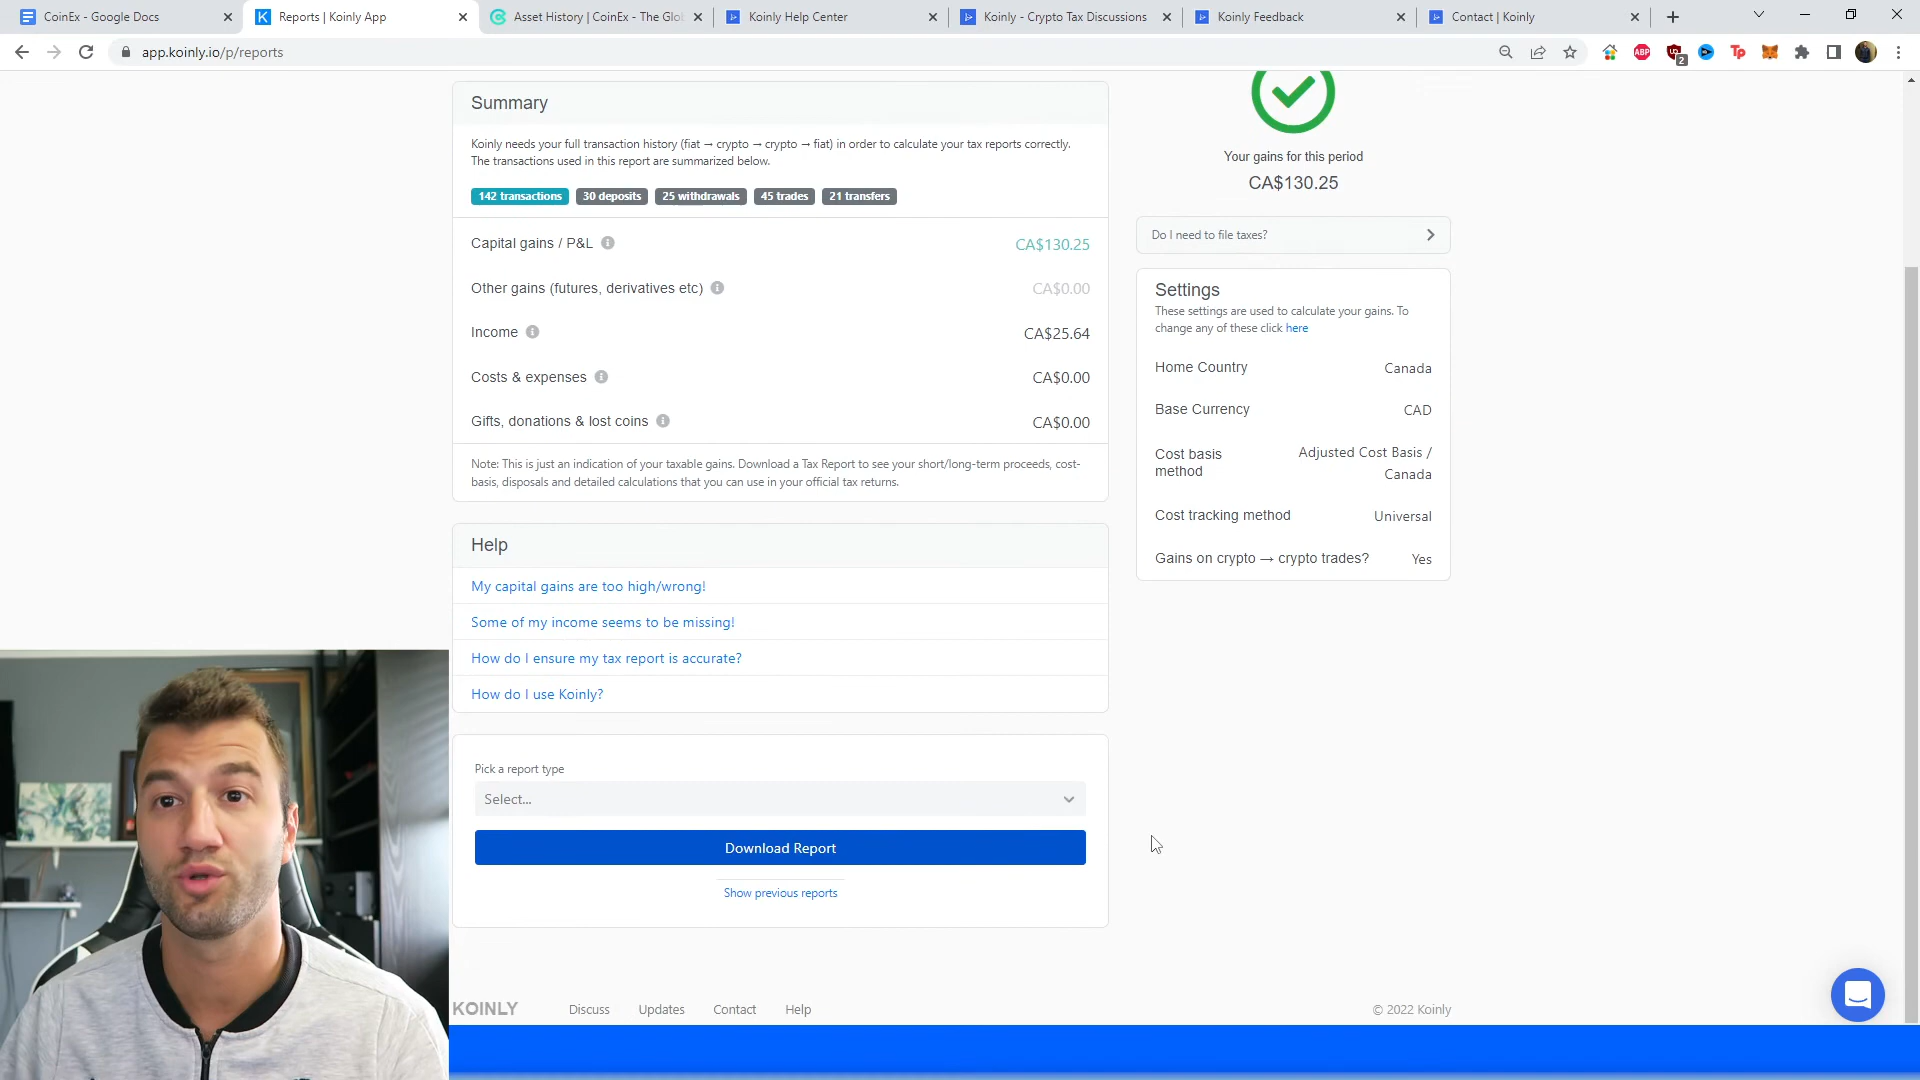 CoinEx - Google Docs
Reports | Koinly App
Asset History | CoinEx - The Glo
Koinly Help Center
Koinly - Crypto Tax Discussions
Koinly Feedback
Contact | Koinly
app.koinly.io/p/reports
ABP
2
Tp
Summary
Koinly needs your full transaction history (fiat → crypto → crypto → fiat) in order to calculate your tax reports correctly.
The transactions used in this report are summarized below.
142 transactions 30 deposits 25 withdrawals 45 trades 21 transfers
Capital gains / P&L CA$130.25
Other gains (futures, derivatives etc) CA$0.00
Income CA$25.64
Costs & expenses CA$0.00
Gifts, donations & lost coins CA$0.00
Note: This is just an indication of your taxable gains. Download a Tax Report to see your short/long-term proceeds, cost-
basis, disposals and detailed calculations that you can use in your official tax returns.
Help
My capital gains are too high/wrong!
Some of my income seems to be missing!
How do I ensure my tax report is accurate?
How do I use Koinly?
Pick a report type
Select...
Download Report
Show previous reports
Your gains for this period
CA$130.25
Do I need to file taxes?
Settings
These settings are used to calculate your gains. To
change any of these click here
Home Country Canada
Base Currency CAD
Cost basis
method
Adjusted Cost Basis /
Canada
Cost tracking method Universal
Gains on crypto → crypto trades? Yes
KOINLY Discuss Updates Contact Help © 2022 Koinly